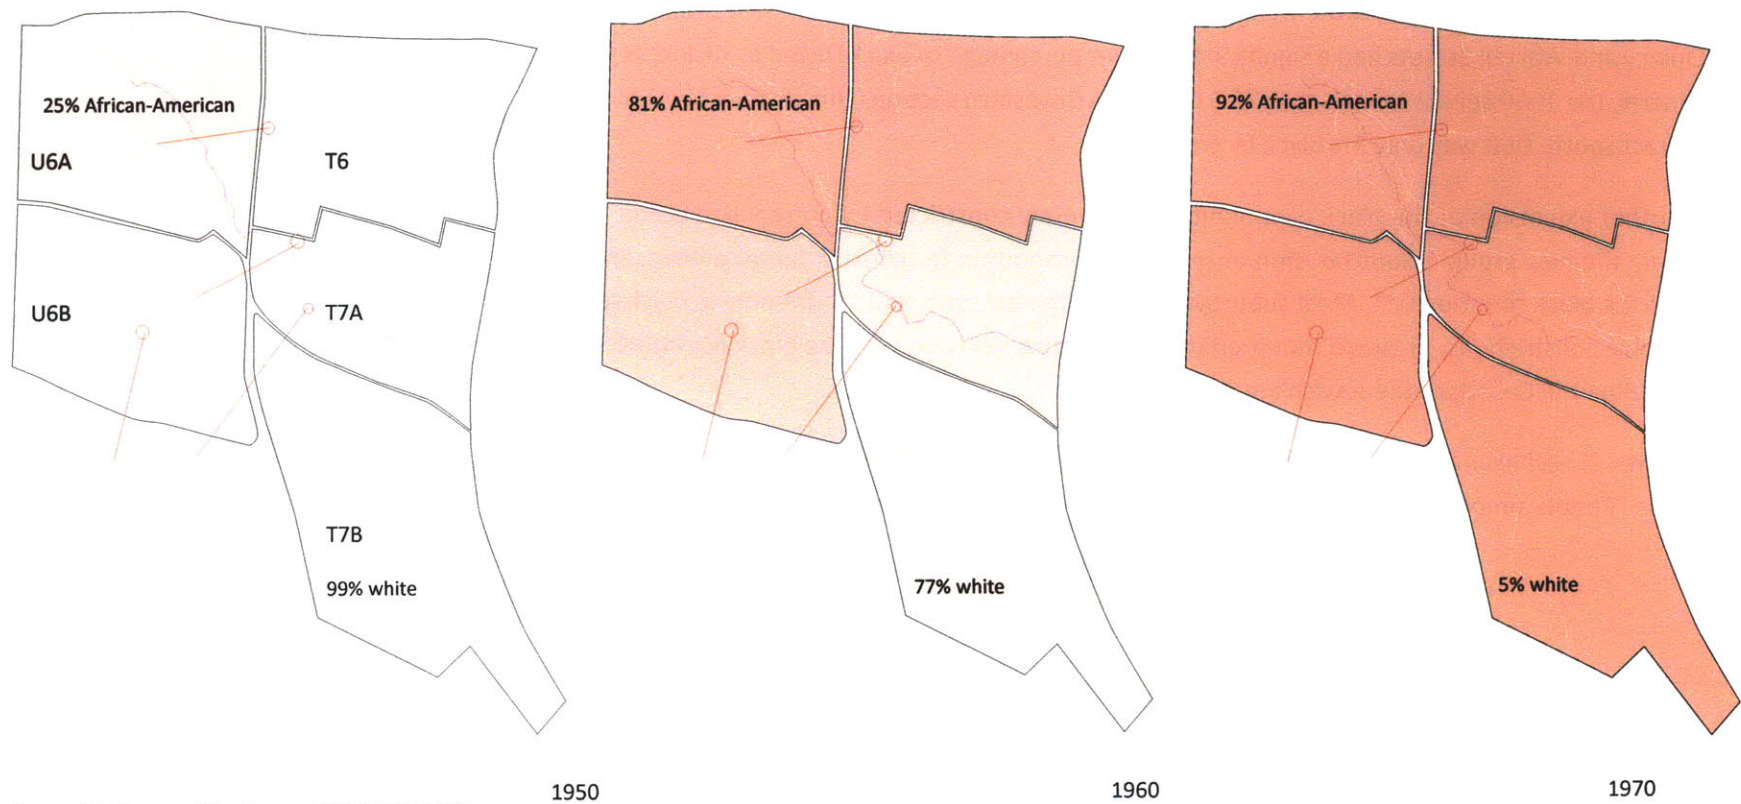 25% African-American
U6A
T6
U6B
T7A
T7B
99% white
1950
81% African-American
77% white
1960
92% African-American
5% white
1970